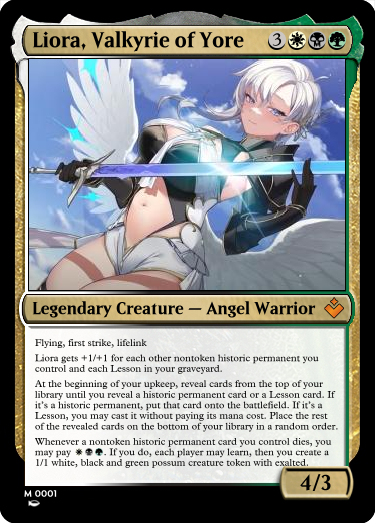 Liora, Valkyrie of Yore 3
Legendary Creature — Angel Warrior
Flying, first strike, lifelink
Liora gets +1/+1 for each other nontoken historic permanent you
control and each Lesson in your graveyard.
At the beginning of your upkeep, reveal cards from the top of your
library until you reveal a historic permanent card or a Lesson card. If
it's a historic permanent, put that card onto the battlefield. If it's a
Lesson, you may cast it without paying its mana cost. Place the rest
of the revealed cards on the bottom of your library in a random order.
Whenever a nontoken historic permanent card you control dies, you
may pay . If you do, each player may learn, then you create a
1/1 white, black and green possum creature token with exalted.
4/3
M 0001